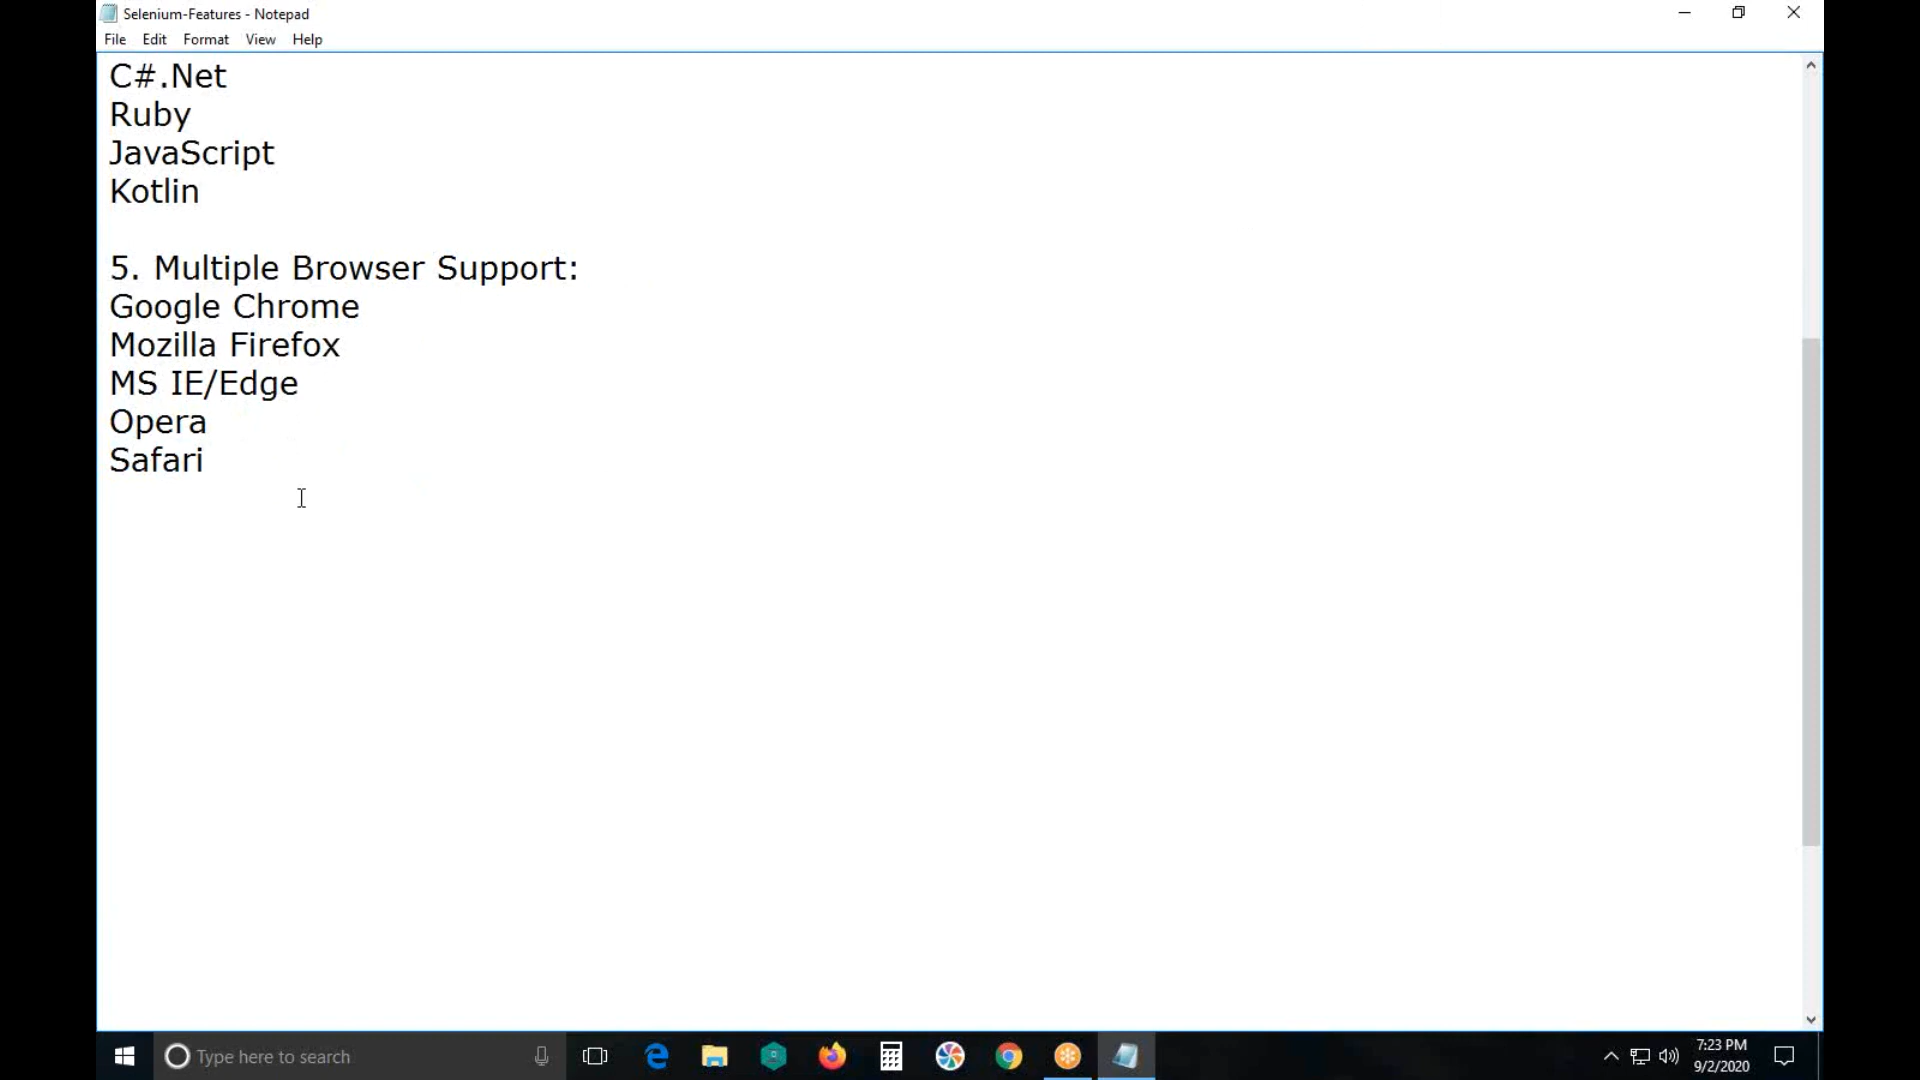 Selenium-Features - Notepad
File Edit Format View Help
C#.Net
Ruby
JavaScript
Kotlin
5. Multiple Browser Support:
Google Chrome
Mozilla Firefox
MS IE/Edge
Opera
Safari
Type here to search
7:23 PM
9/2/2020